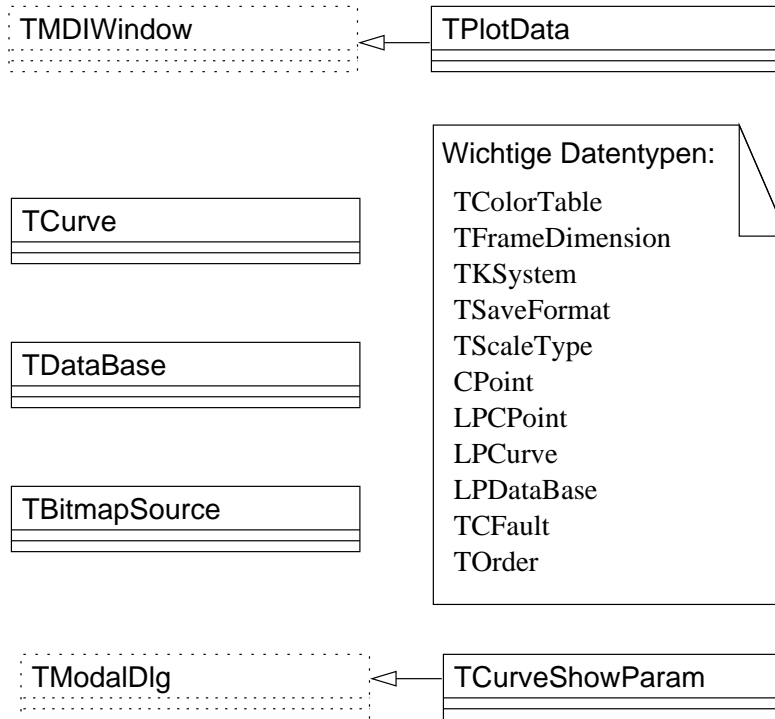 TMDIWindow
TPlotData
Wichtige Datentypen:
TColorTable
TFrameDimension
TKSystem
TSaveFormat
TScaleType
CPoint
LPCPoint
LPCurve
LPDataBase
TCFault
TOrder
TCurve
TDataBase
TBitmapSource
TModalDlg
TCurveShowParam